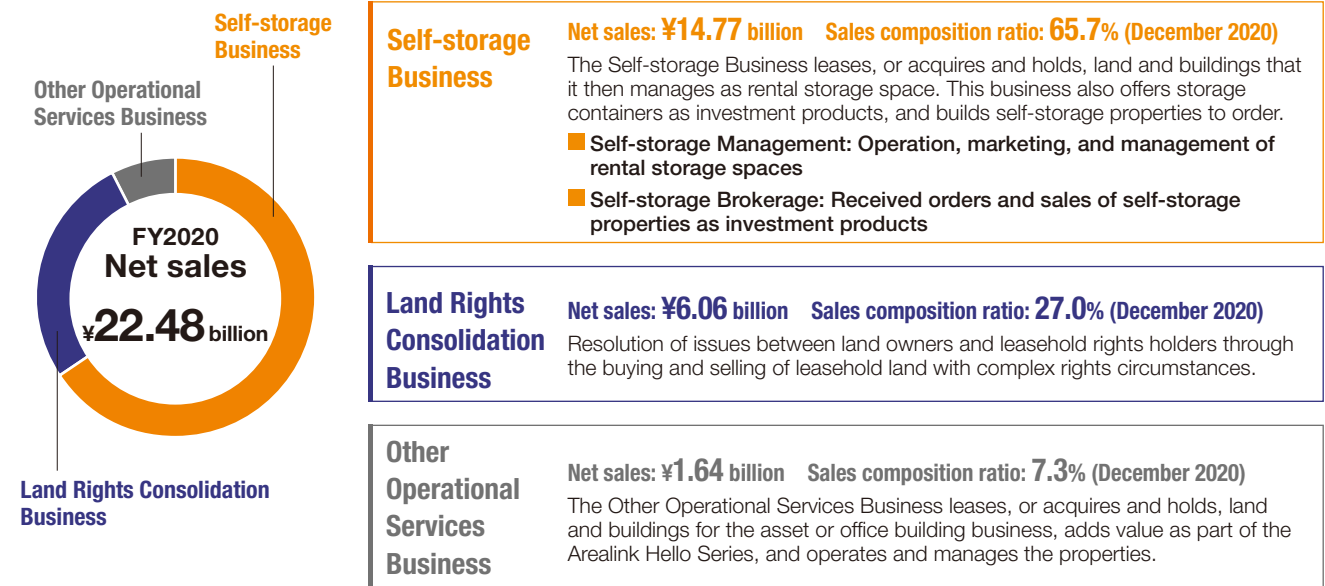 Self-storage
Business
Other Operational
Services Business
FY2020
Net sales
¥22.48 billion
Land Rights Consolidation
Business
Self-storage
Business
Net sales: ¥14.77 billion Sales composition ratio: 65.7% (December 2020)
The Self-storage Business leases, or acquires and holds, land and buildings that
it then manages as rental storage space. This business also offers storage
containers as investment products, and builds self-storage properties to order.
Self-storage Management: Operation, marketing, and management of
rental storage spaces
Self-storage Brokerage: Received orders and sales of self-storage
properties as investment products
Land Rights
Consolidation
Business
Net sales: ¥6.06 billion Sales composition ratio: 27.0% (December 2020)
Resolution of issues between land owners and leasehold rights holders through
the buying and selling of leasehold land with complex rights circumstances.
Other
Operational
Services
Business
Net sales: ¥1.64 billion Sales composition ratio: 7.3% (December 2020)
The Other Operational Services Business leases, or acquires and holds, land
and buildings for the asset or office building business, adds value as part of the
Arealink Hello Series, and operates and manages the properties.